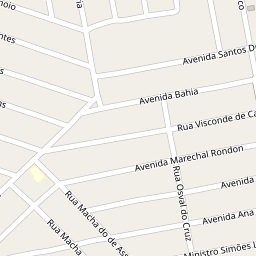 Avenida Santos D
Avenida Bahia
Rua Visconde de Ca
Avenida Marechal Rondon
Rua Osval do Cruz
Avenida
Rua Macha do de Ass
Avenida Ana
Rua Macha
Ministro Simões L